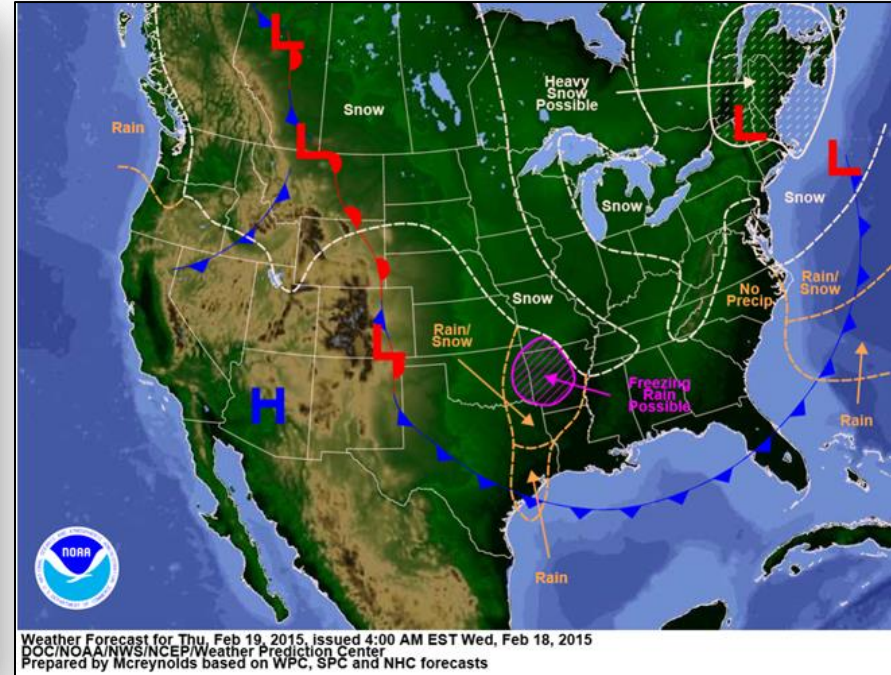 Rain
Snow
Heavy
Snow
Possible
L
L
L
L
Snow
Snow
No
Precip
Rain/
Snow
Snow
Rain/
Snow
L
H
Freezing
Rain
Possible
Rain
Rain
NOAA
Weather Forecast for Thu, Feb 19, 2015, issued 4:00 AM EST Wed, Feb 18, 2015
DOC/NOAA/NWS/NCEP/Weather Prediction Center
Prepared by Mcreynolds based on WPC, SPC and NHC forecasts